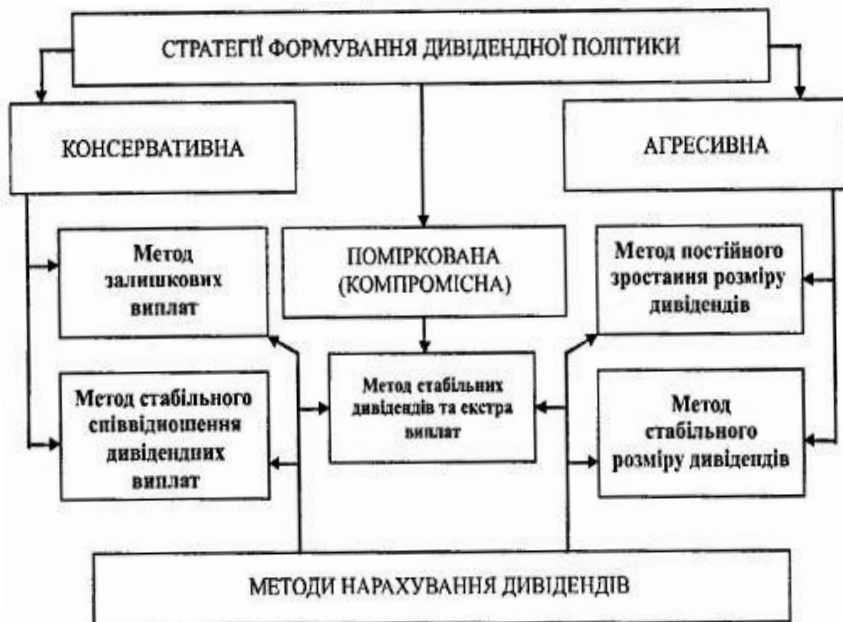 СТРАТЕГІЇ ФОРМУВАННЯ ДИВІДЕНДНОЇ ПОЛІТИКИ
КОНСЕРВАТИВНА
АГРЕСИВНА
Метод
залишкових
виплат
ПОМІРКОВАНА
(КОМПРОМІСНА)
Метод постійного
зростання розміру
дивідендів
Метод стабільного
співвідношення
дивідендних
виплат
Метод стабільних
дивідендів та екстра
виплат
Метод
стабільного
розміру дивідендів
МЕТОДИ НАРАХУВАННЯ ДИВІДЕНДІВ